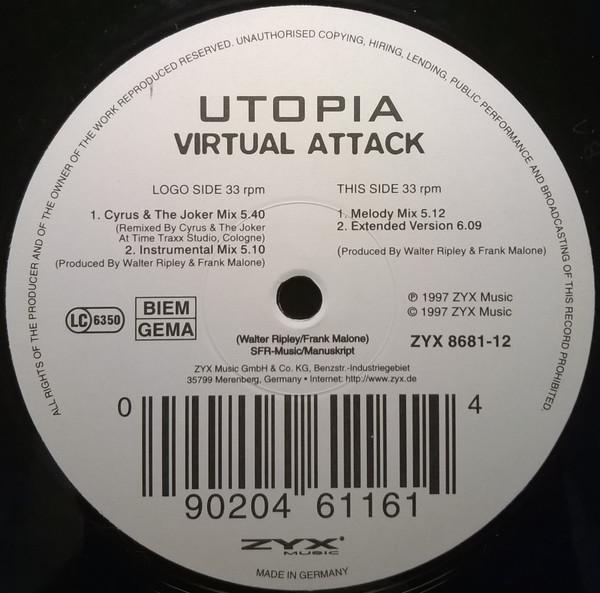 ALL RIGHTS OF THE PRODUCER AND OF THE OWNER OF THE WORK REPRODUCED RESERVED. UNAUTHORISED COPYING, HIRING, LENDING, PUBLIC PERFORMANCE AND BROADCASTING OF THIS RECORD PROHIBITED.
UTOPIA
VIRTUAL ATTACK
LOGO SIDE 33 rpm
1. Cyrus & The Joker Mix 5.40
(Remixed By Cyrus & The Joker
At Time Traxx Studio, Cologne)
2. Instrumental Mix 5.10
(Produced By Walter Ripley & Frank Malone)
THIS SIDE 33 rpm
1. Melody Mix 5.12
2. Extended Version 6.09
(Produced By Walter Ripley & Frank Malone)
LC 6350
BIEM
GEMA
℗ 1997 ZYX Music
© 1997 ZYX Music
ZYX 8681-12
(Walter Ripley/Frank Malone)
SFR-Music/Manuskript
ZYX Music GmbH & Co. KG, Benzstr.-Industriegebiet
35799 Merenberg, Germany • Internet: http://www.zyx.de
0 90204 61161 4
ZYX
MUSIC
MADE IN GERMANY